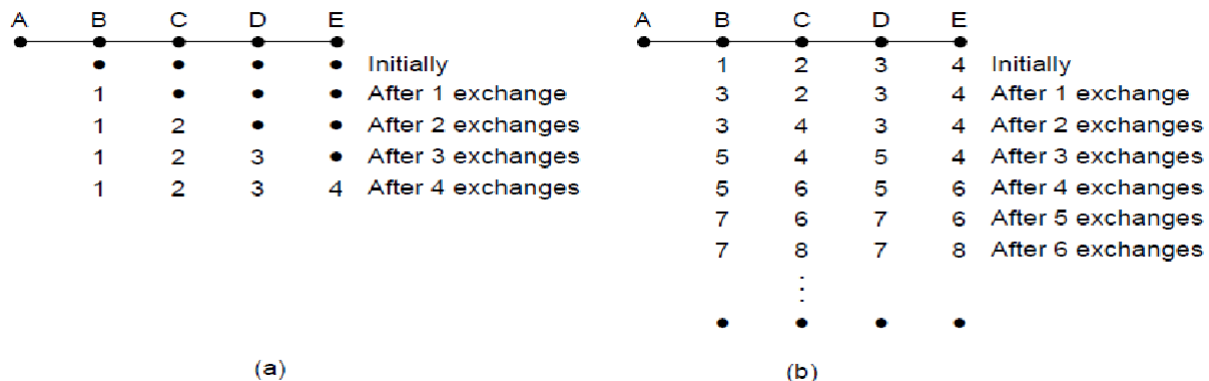 A B C D E
• • • • Initially
1 • • • After 1 exchange
1 2 • • After 2 exchanges
1 2 3 • After 3 exchanges
1 2 3 4 After 4 exchanges
(a)
A B C D E
1 2 3 4 Initially
3 2 3 4 After 1 exchange
3 4 3 4 After 2 exchanges
5 4 5 4 After 3 exchanges
5 6 5 6 After 4 exchanges
7 6 7 6 After 5 exchanges
7 8 7 8 After 6 exchanges
⋮
• • • •
(b)